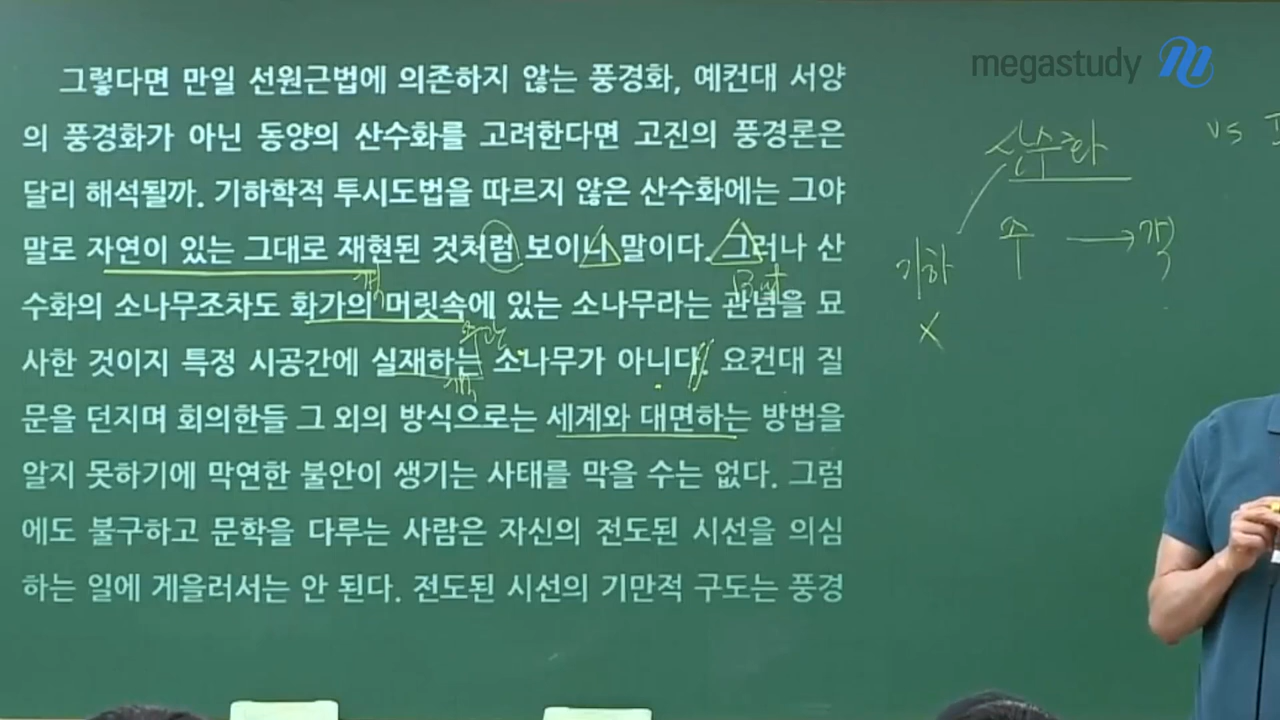 megastudy
그렇다면 만일 선원근법에 의존하지 않는 풍경화, 예컨대 서양
의 풍경화가 아닌 동양의 산수화를 고려한다면 고진의 풍경론은
달리 해석될까. 기하학적 투시도법을 따르지 않은 산수화에는 그야
말로 자연이 있는 그대로 재현된 것처럼 보이니 말이다. 그러나 산
수화의 소나무조차도 화가의 머릿속에 있는 소나무라는 관념을 묘
사한 것이지 특정 시공간에 실재하는 소나무가 아니다. 요컨대 질
문을 던지며 회의한들 그 외의 방식으로는 세계와 대면하는 방법을
알지 못하기에 막연한 불안이 생기는 사태를 막을 수는 없다. 그럼
에도 불구하고 문학을 다루는 사람은 자신의 전도된 시선을 의심
하는 일에 게을러서는 안 된다. 전도된 시선의 기만적 구도는 풍경
산수화
vs
주 → 객
기하
X
But